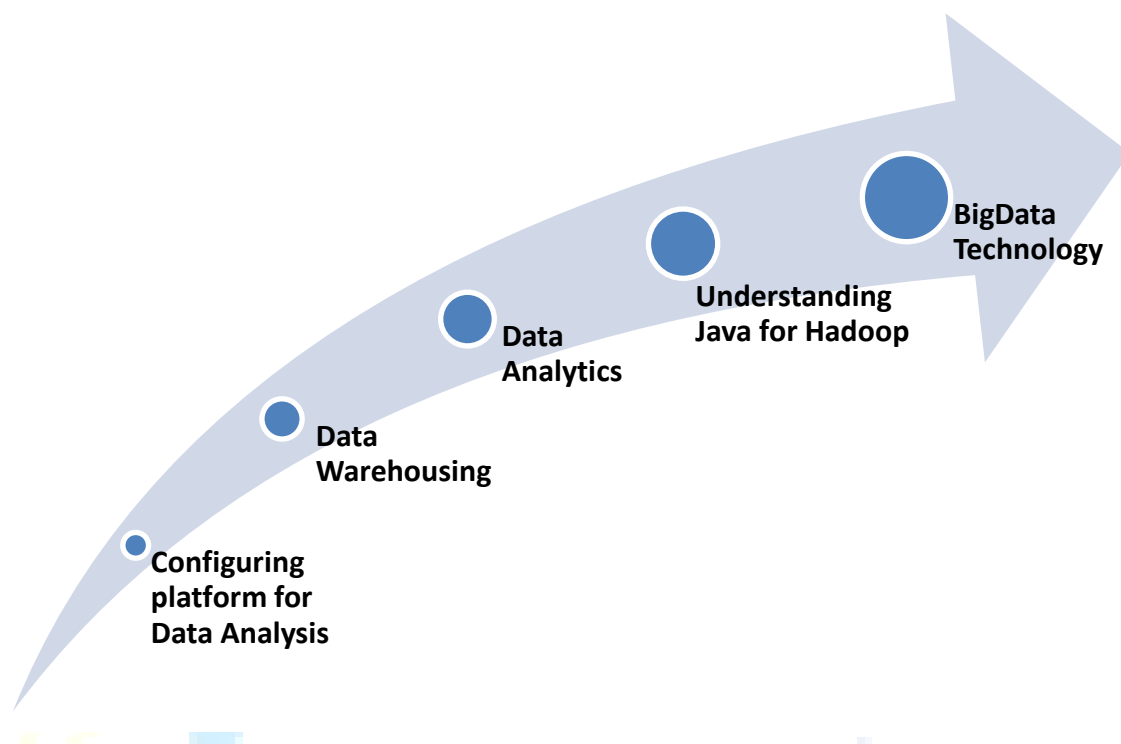 BigData
Technology
Understanding
Java for Hadoop
Data
Analytics
Data
Warehousing
Configuring
platform for
Data Analysis